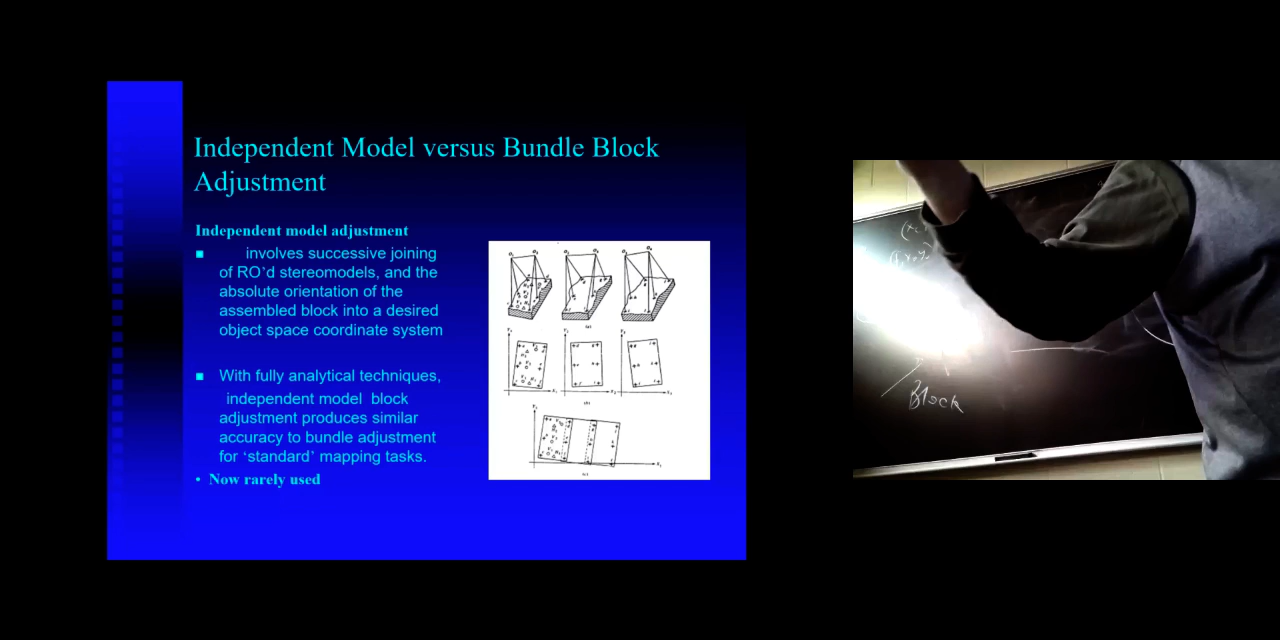 Independent Model versus Bundle Block
Adjustment
Independent model adjustment
involves successive joining
of RO'd stereomodels, and the
absolute orientation of the
assembled block into a desired
object space coordinate system
With fully analytical techniques,
independent model block
adjustment produces similar
accuracy to bundle adjustment
for ‘standard’ mapping tasks.
• Now rarely used
Block